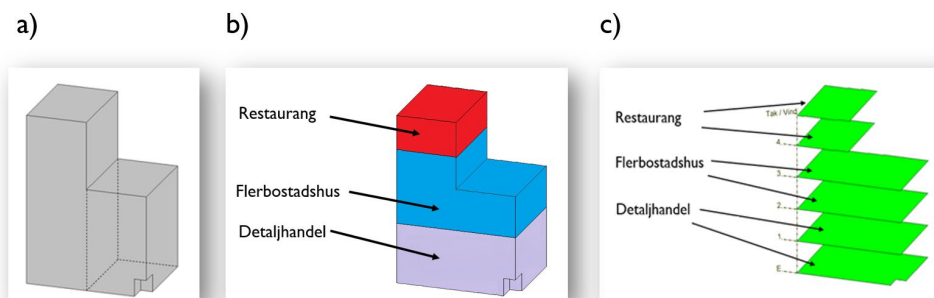 a)
b)
c)
Restaurang
Flerbostadshus
Detaljhandel
Restaurang
Flerbostadshus
Detaljhandel
Tak / Vind
4
3
2
1
E